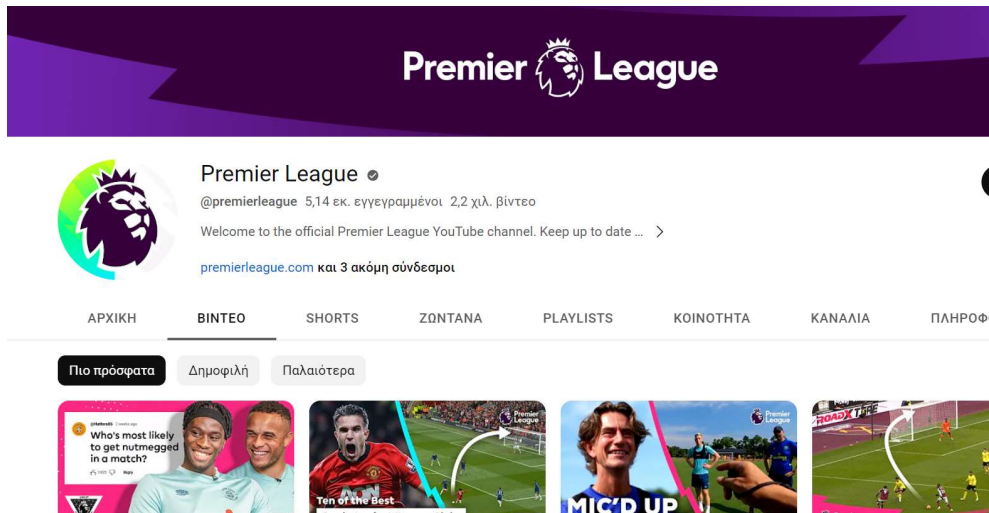 Premier League
Premier League
@premierleague 5,14 εκ. εγγεγραμμένοι 2,2 χιλ. βίντεο
Welcome to the official Premier League YouTube channel. Keep up to date ...
premierleague.com και 3 ακόμη σύνδεσμοι
ΑΡΧΙΚΗ ΒΙΝΤΕΟ SHORTS ΖΩΝΤΑΝΑ PLAYLISTS ΚΟΙΝΟΤΗΤΑ ΚΑΝΑΛΙΑ ΠΛΗΡΟΦ
Πιο πρόσφατα Δημοφιλή Παλαιότερα
Who's most likely
to get nutmegged
in a match?
Reply
Premier
League
AON
Ten of the Best
Premier
League
MIC'D UP